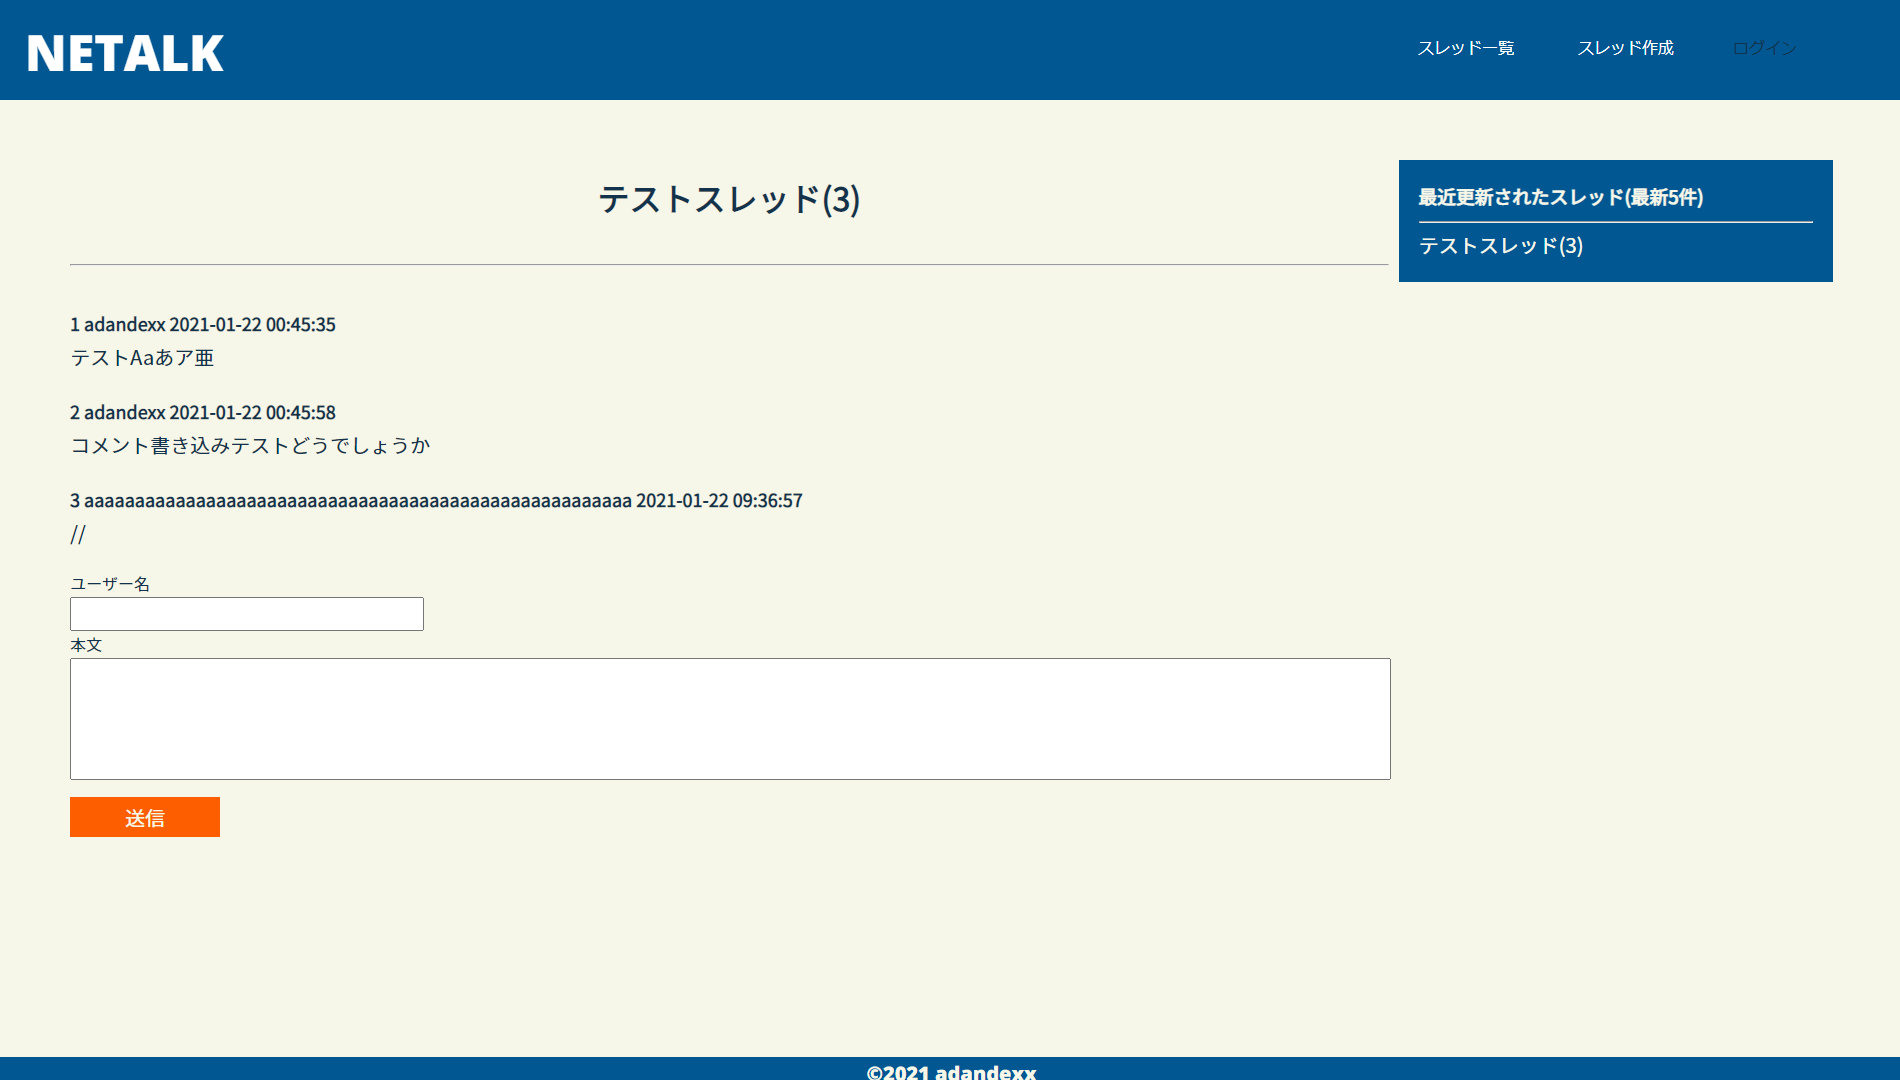 NETALK
スレッド一覧 スレッド作成 ログイン
テストスレッド(3)
1 adandexx 2021-01-22 00:45:35
テストAaあア亜
2 adandexx 2021-01-22 00:45:58
コメント書き込みテストどうでしょうか
3 aaaaaaaaaaaaaaaaaaaaaaaaaaaaaaaaaaaaaaaaaaaaaaaaaaaaaa 2021-01-22 09:36:57
//
ユーザー名
本文
送信
最近更新されたスレッド(最新5件)
テストスレッド(3)
©2021 adandexx